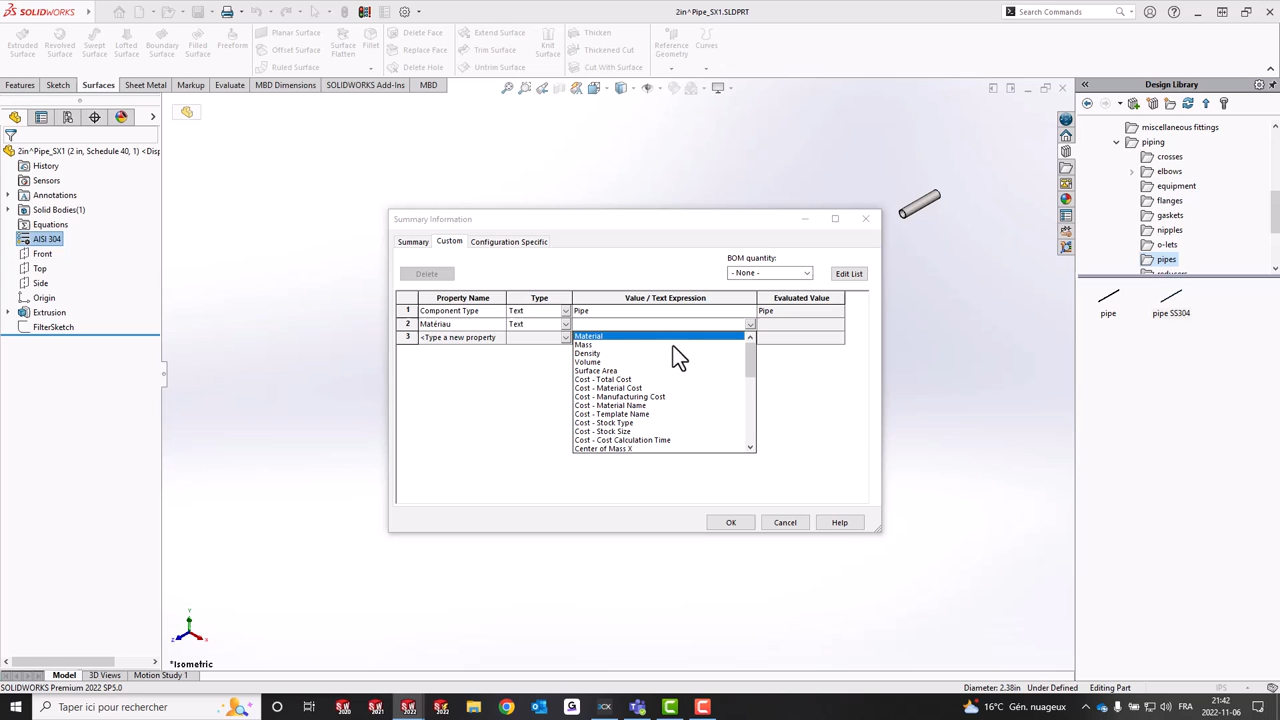 SOLIDWORKS
2in^Pipe_SX1.SLDPRT
Search Commands
Extruded Surface
Revolved Surface
Swept Surface
Lofted Surface
Boundary Surface
Filled Surface
Freeform
Planar Surface
Offset Surface
Ruled Surface
Surface Flatten
Fillet
Delete Face
Replace Face
Delete Hole
Extend Surface
Trim Surface
Untrim Surface
Knit Surface
Thicken
Thickened Cut
Cut With Surface
Reference Geometry
Curves
Features
Sketch
Surfaces
Sheet Metal
Markup
Evaluate
MBD Dimensions
SOLIDWORKS Add-Ins
MBD
2in^Pipe_SX1 (2 in, Schedule 40, 1) <Disp
History
Sensors
Annotations
Solid Bodies(1)
Equations
AISI 304
Front
Top
Side
Origin
Extrusion
FilterSketch
Summary Information
Summary
Custom
Configuration Specific
BOM quantity:
Delete
- None -
Edit List
Property Name
Type
Value / Text Expression
Evaluated Value
1
Component Type
Text
Pipe
Pipe
2
Matériau
Text
3
<Type a new property
Material
Mass
Density
Volume
Surface Area
Cost - Total Cost
Cost - Material Cost
Cost - Manufacturing Cost
Cost - Material Name
Cost - Template Name
Cost - Stock Type
Cost - Stock Size
Cost - Cost Calculation Time
Center of Mass X
OK
Cancel
Help
Design Library
miscellaneous fittings
piping
crosses
elbows
equipment
flanges
gaskets
nipples
o-lets
pipes
reducers
pipe
pipe SS304
Y
X
Z
*Isometric
Model
3D Views
Motion Study 1
SOLIDWORKS Premium 2022 SP5.0
Diameter: 2.38in
Under Defined
Editing Part
IPS
Taper ici pour rechercher
2020
2021
2022
2022
16°C Gén. nuageux
FRA
21:42
2022-11-06